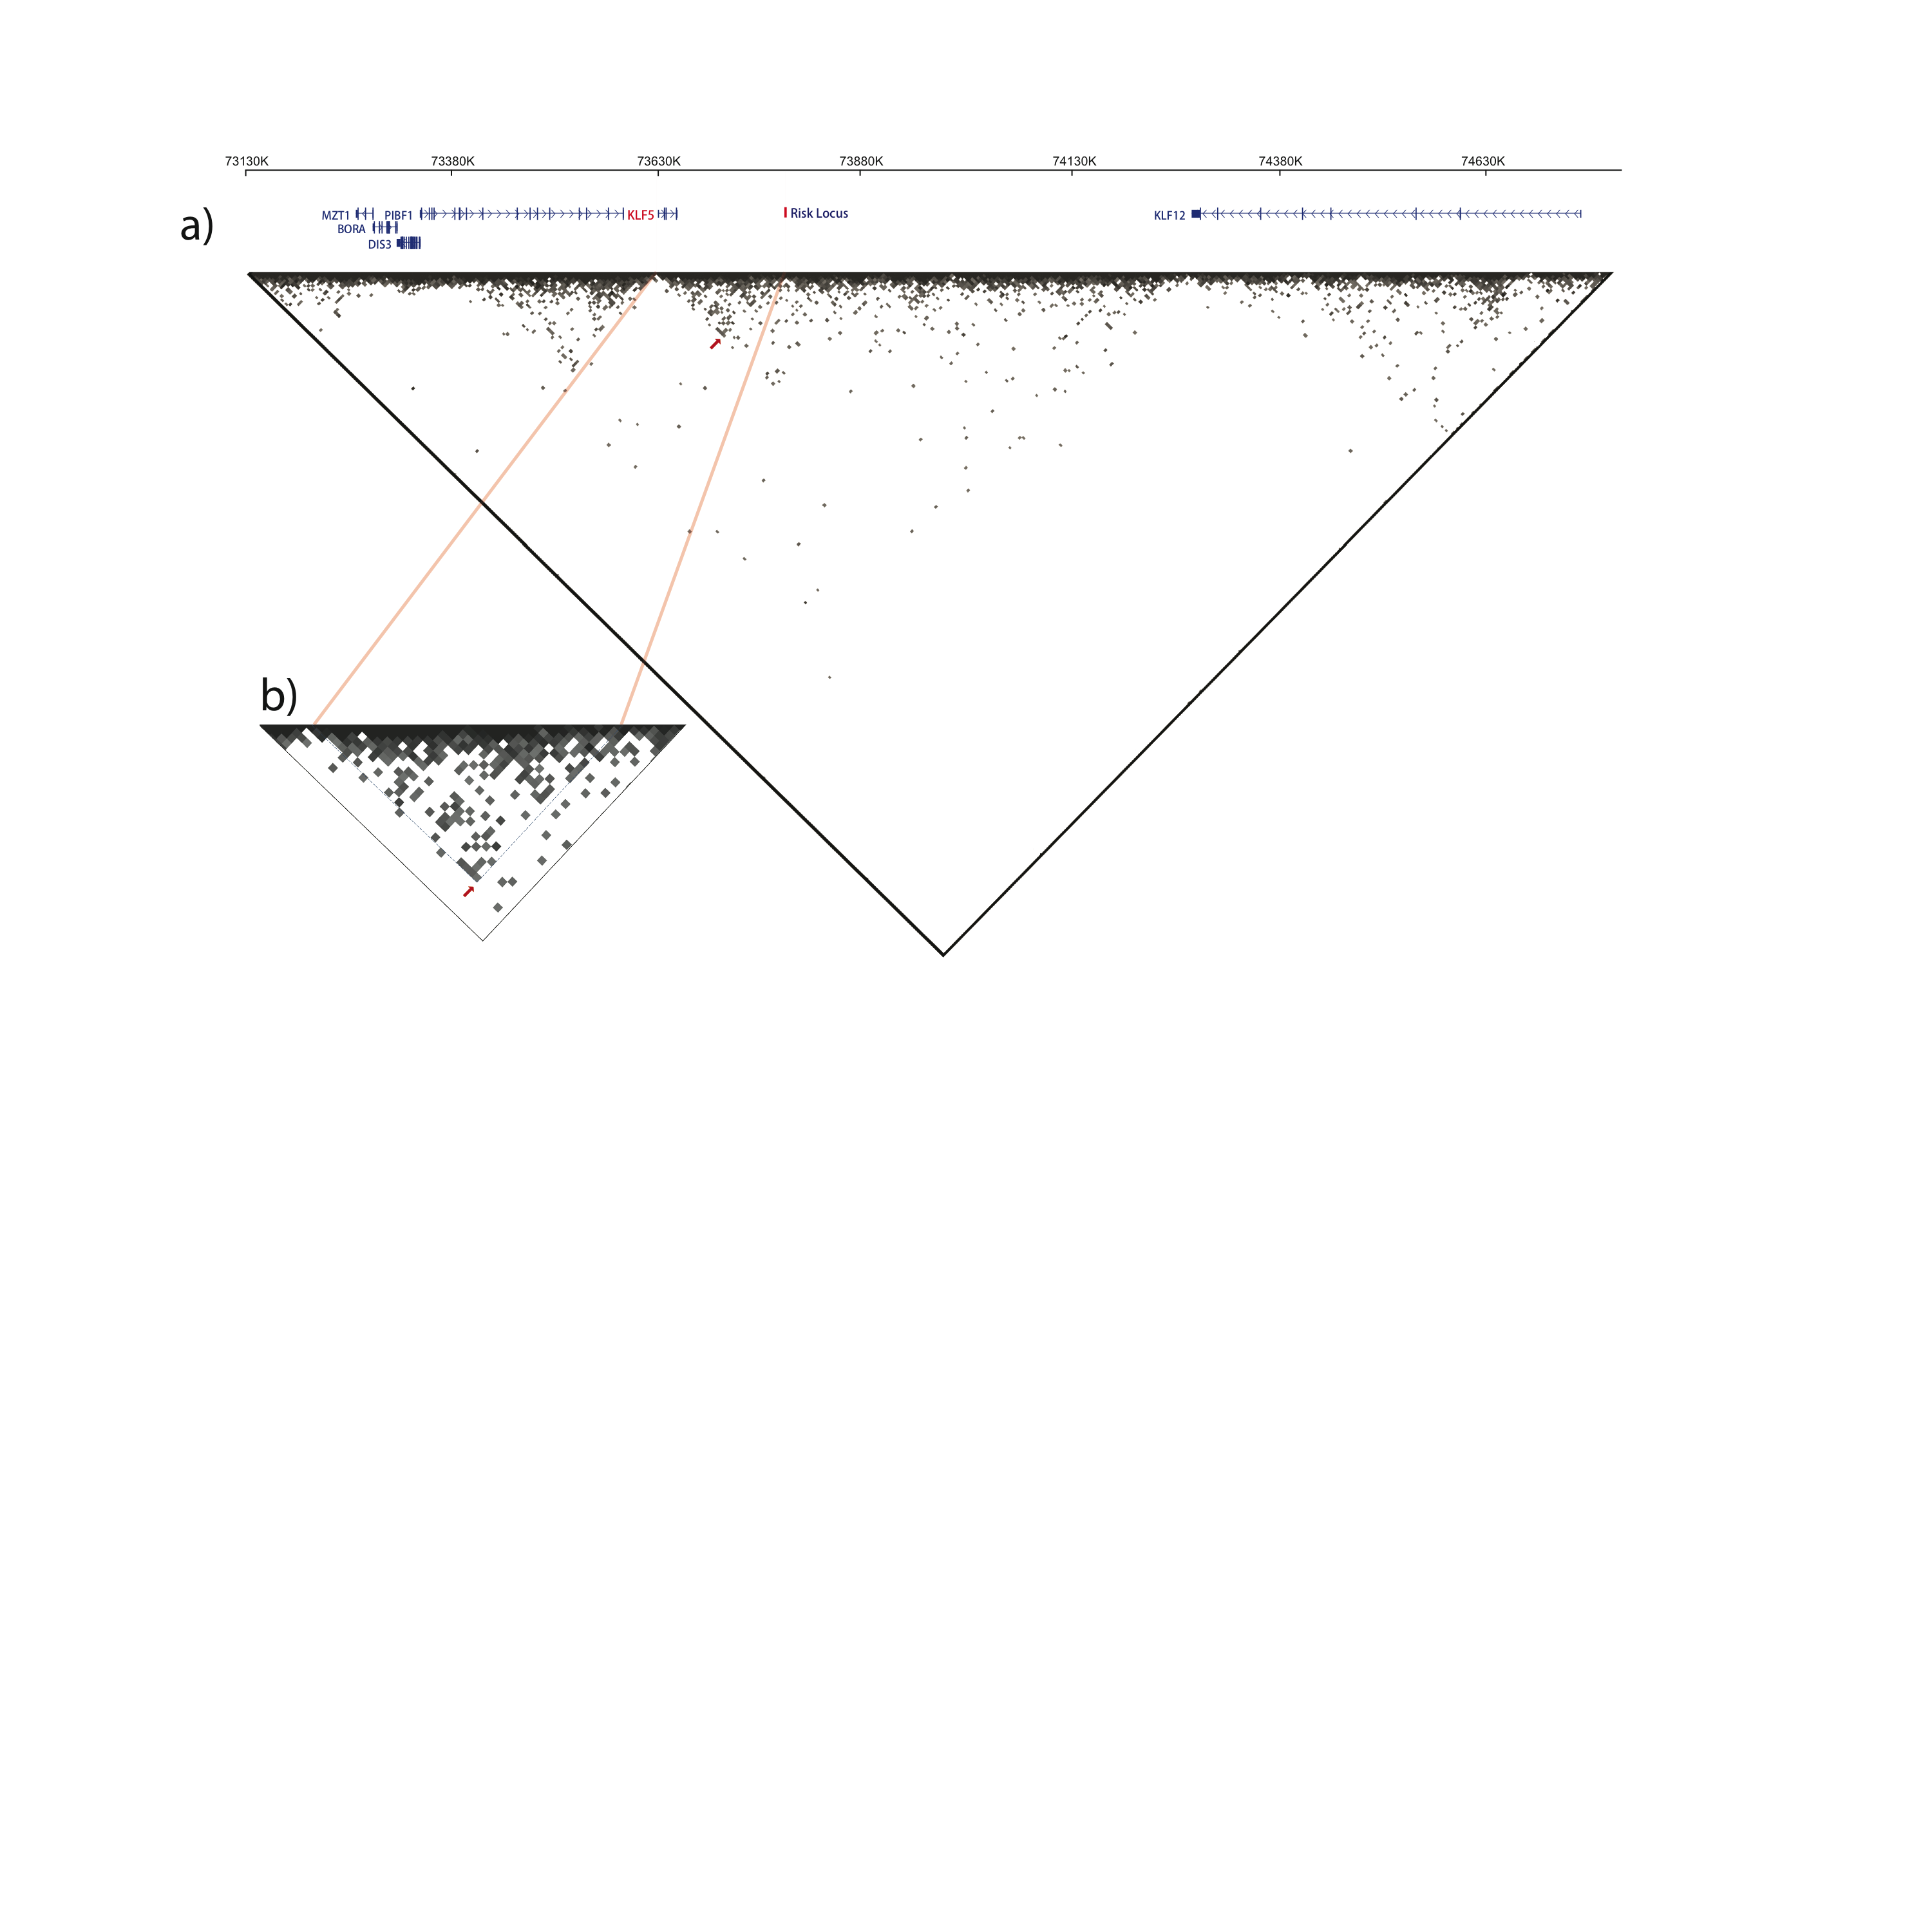 73130K 73380K 73630K 73880K 74130K 74380K 74630K
a)
MZT1 PIBF1 KLF5 Risk Locus KLF12
BORA
DIS3
b)